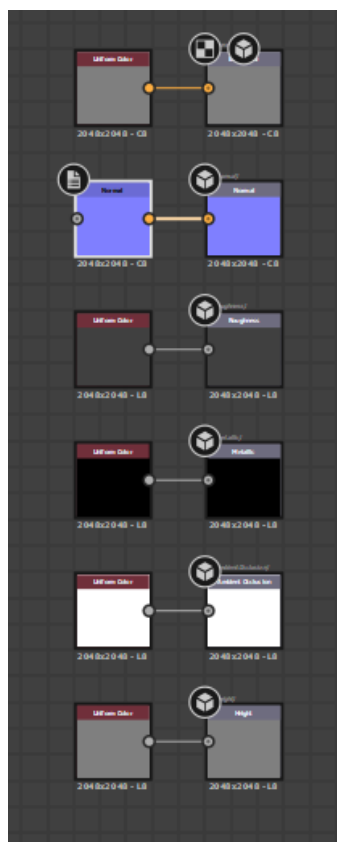 Uniform Color
2048x2048 - C8 2048x2048 - C8
Normal Normal
2048x2048 - C8 2048x2048 - C8
Uniform Color Roughness
2048x2048 - L8 2048x2048 - L8
Uniform Color Metallic
2048x2048 - L8 2048x2048 - L8
Uniform Color mbient Occlusion
2048x2048 - L8 2048x2048 - L8
Uniform Color Height
2048x2048 - L8 2048x2048 - L8